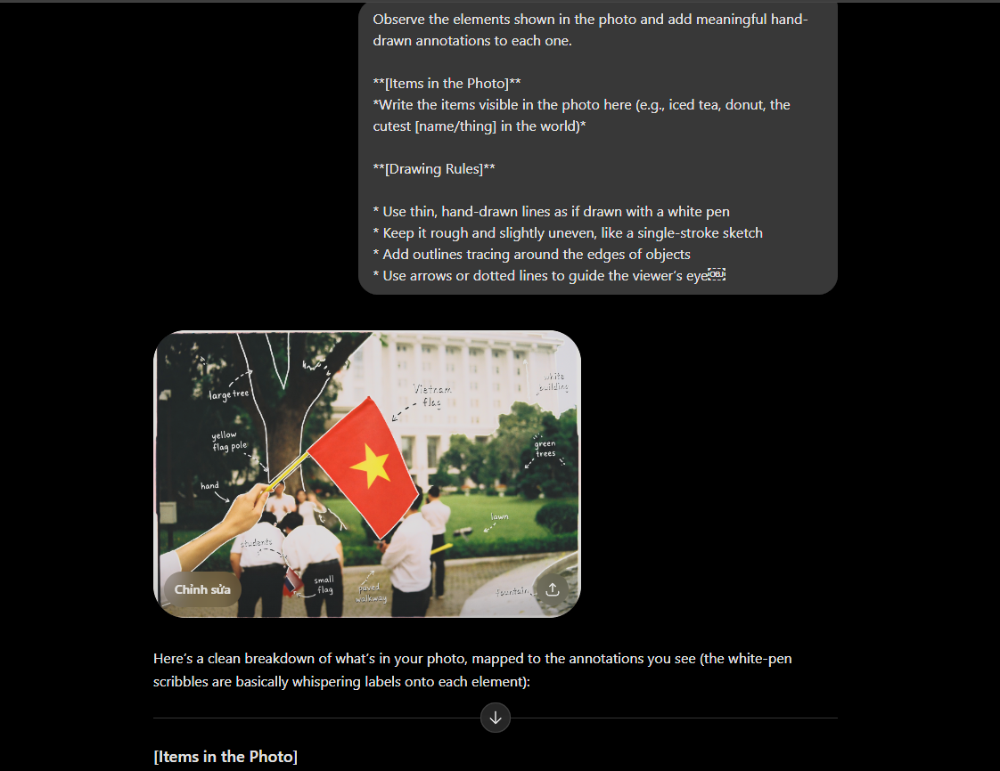 Observe the elements shown in the photo and add meaningful hand-
drawn annotations to each one.
**[Items in the Photo]**
*Write the items visible in the photo here (e.g., iced tea, donut, the
cutest [name/thing] in the world)*
**[Drawing Rules]**
* Use thin, hand-drawn lines as if drawn with a white pen
* Keep it rough and slightly uneven, like a single-stroke sketch
* Add outlines tracing around the edges of objects
* Use arrows or dotted lines to guide the viewer’s eye OBJ
large tree
Vietnam
flag
white
building
yellow
flag pole
green
trees
hand
lawn
students
small
flag
paved
walkway
fountain
Chỉnh sửa
Here’s a clean breakdown of what’s in your photo, mapped to the annotations you see (the white-pen
scribbles are basically whispering labels onto each element):
[Items in the Photo]